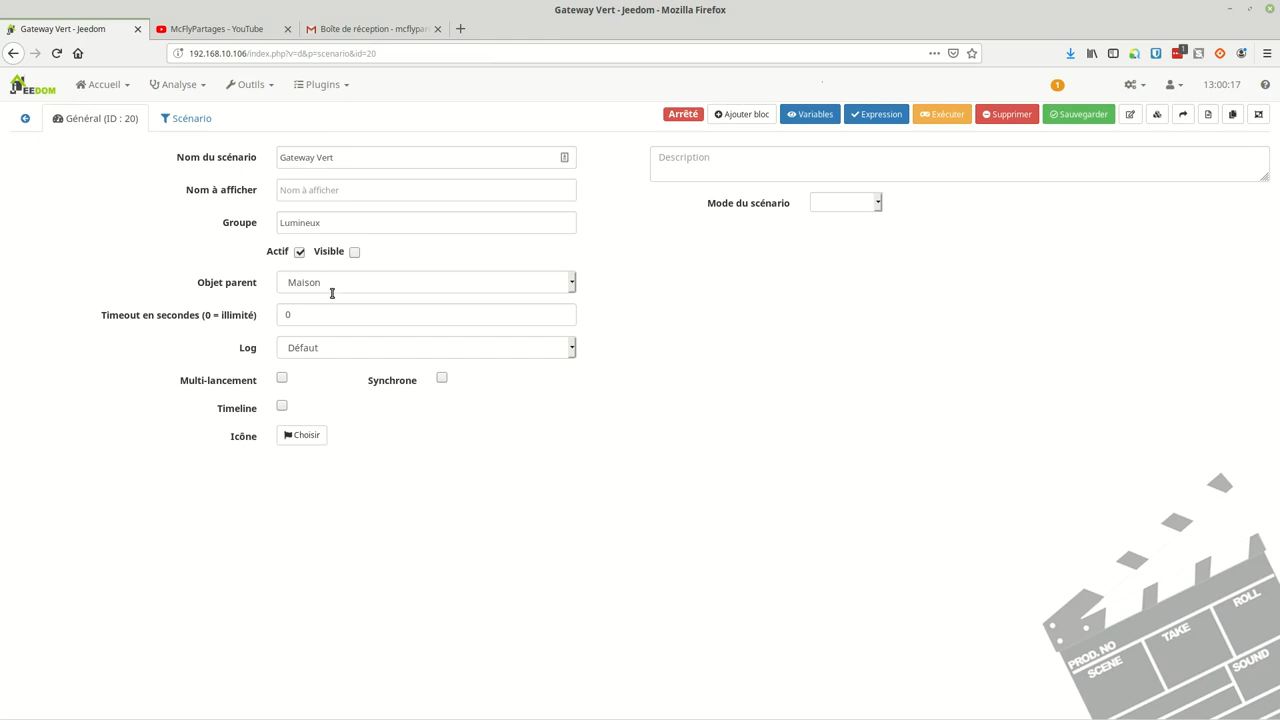 Gateway Vert - Jeedom - Mozilla Firefox
Gateway Vert - Jeedom
McFlyPartages - YouTube
Boîte de réception - mcflypar
192.168.10.106/index.php?v=d&p=scenario&id=20
JEEDOM
Accueil
Analyse
Outils
Plugins
1
1
13:00:17
Général (ID : 20)
Scénario
Arrêté
Ajouter bloc
Variables
Expression
Exécuter
Supprimer
Sauvegarder
Nom du scénario
Gateway Vert
Description
Nom à afficher
Nom à afficher
Mode du scénario
Groupe
Lumineux
Actif
Visible
Objet parent
Maison
Timeout en secondes (0 = illimité)
0
Log
Défaut
Multi-lancement
Synchrone
Timeline
Icône
Choisir
PROD. NO
SCENE
TAKE
ROLL
SOUND